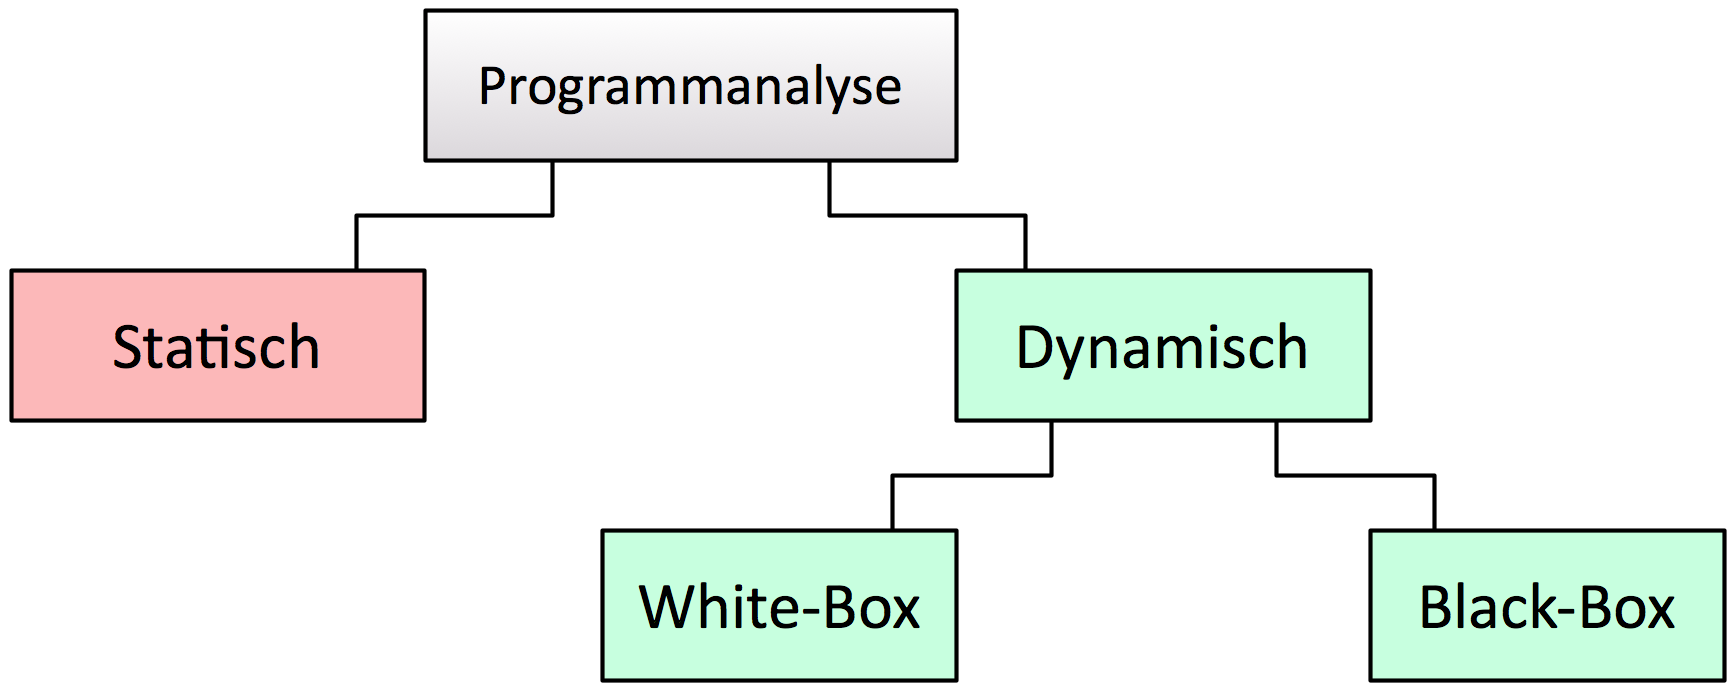 Programmanalyse
Statisch
Dynamisch
White-Box
Black-Box